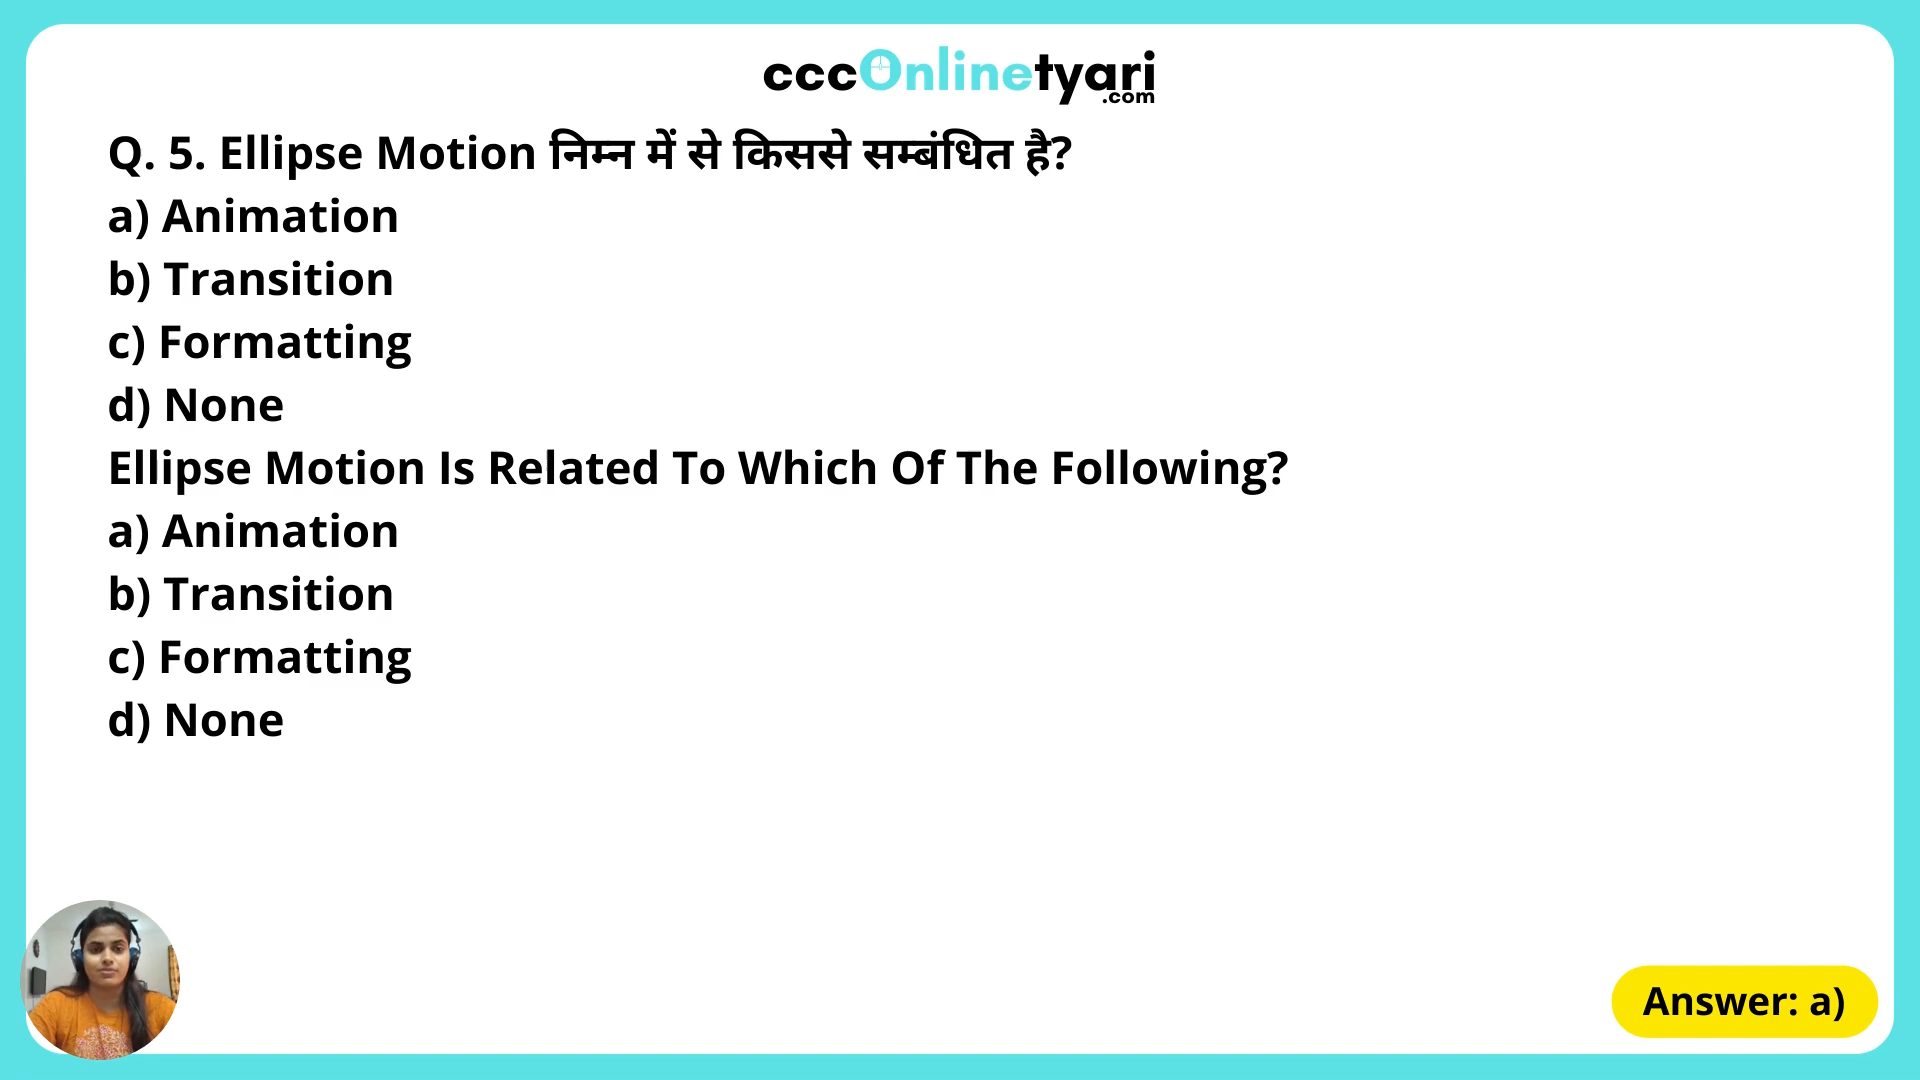 cccOnlinetyari
.com
Q. 5. Ellipse Motion निम्न में से किससे सम्बंधित है?
a) Animation
b) Transition
c) Formatting
d) None
Ellipse Motion Is Related To Which Of The Following?
a) Animation
b) Transition
c) Formatting
d) None
Answer: a)